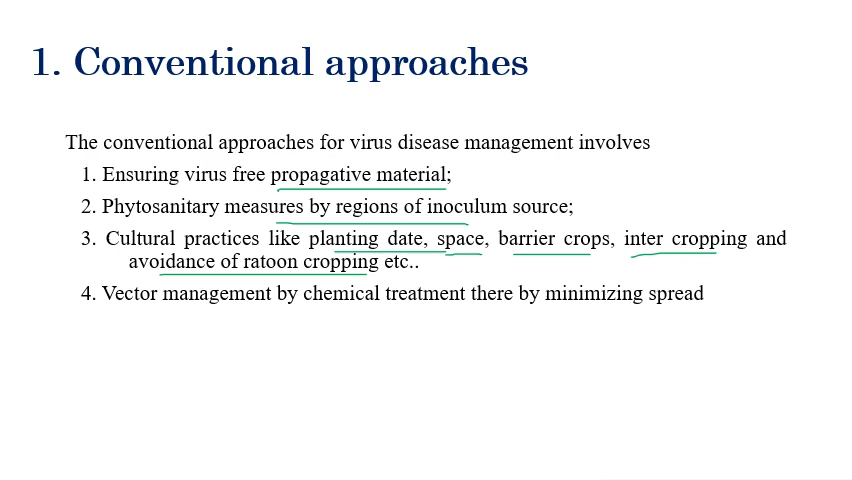 1. Conventional approaches
The conventional approaches for virus disease management involves
1. Ensuring virus free propagative material;
2. Phytosanitary measures by regions of inoculum source;
3. Cultural practices like planting date, space, barrier crops, inter cropping and
avoidance of ratoon cropping etc..
4. Vector management by chemical treatment there by minimizing spread